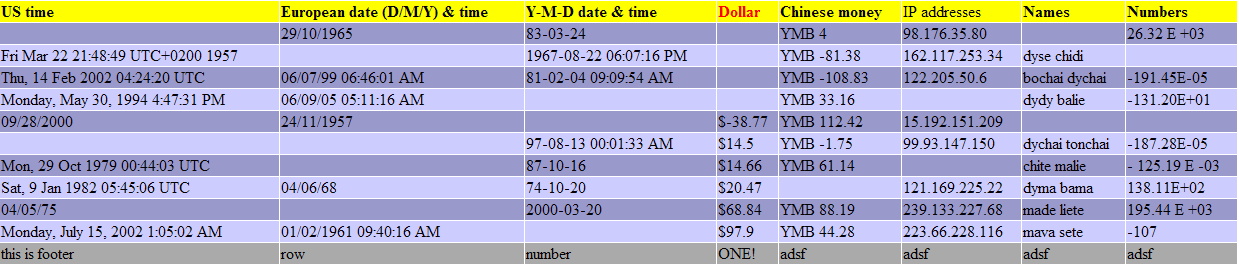 US time European date (D/M/Y) & time Y-M-D date & time Dollar Chinese money IP addresses Names Numbers
29/10/1965 83-03-24 YMB 4 98.176.35.80 26.32 E +03
Fri Mar 22 21:48:49 UTC+0200 1957 1967-08-22 06:07:16 PM YMB -81.38 162.117.253.34 dyse chidi
Thu, 14 Feb 2002 04:24:20 UTC 06/07/99 06:46:01 AM 81-02-04 09:09:54 AM YMB -108.83 122.205.50.6 bochai dychai -191.45E-05
Monday, May 30, 1994 4:47:31 PM 06/09/05 05:11:16 AM YMB 33.16 dydy balie -131.20E+01
09/28/2000 24/11/1957 $-38.77 YMB 112.42 15.192.151.209
97-08-13 00:01:33 AM $14.5 YMB -1.75 99.93.147.150 dychai tonchai -187.28E-05
Mon, 29 Oct 1979 00:44:03 UTC 87-10-16 $14.66 YMB 61.14 chite malie - 125.19 E -03
Sat, 9 Jan 1982 05:45:06 UTC 04/06/68 74-10-20 $20.47 121.169.225.22 dyma bama 138.11E+02
04/05/75 2000-03-20 $68.84 YMB 88.19 239.133.227.68 made liete 195.44 E +03
Monday, July 15, 2002 1:05:02 AM 01/02/1961 09:40:16 AM $97.9 YMB 44.28 223.66.228.116 mava sete -107
this is footer row number ONE! adsf adsf adsf adsf